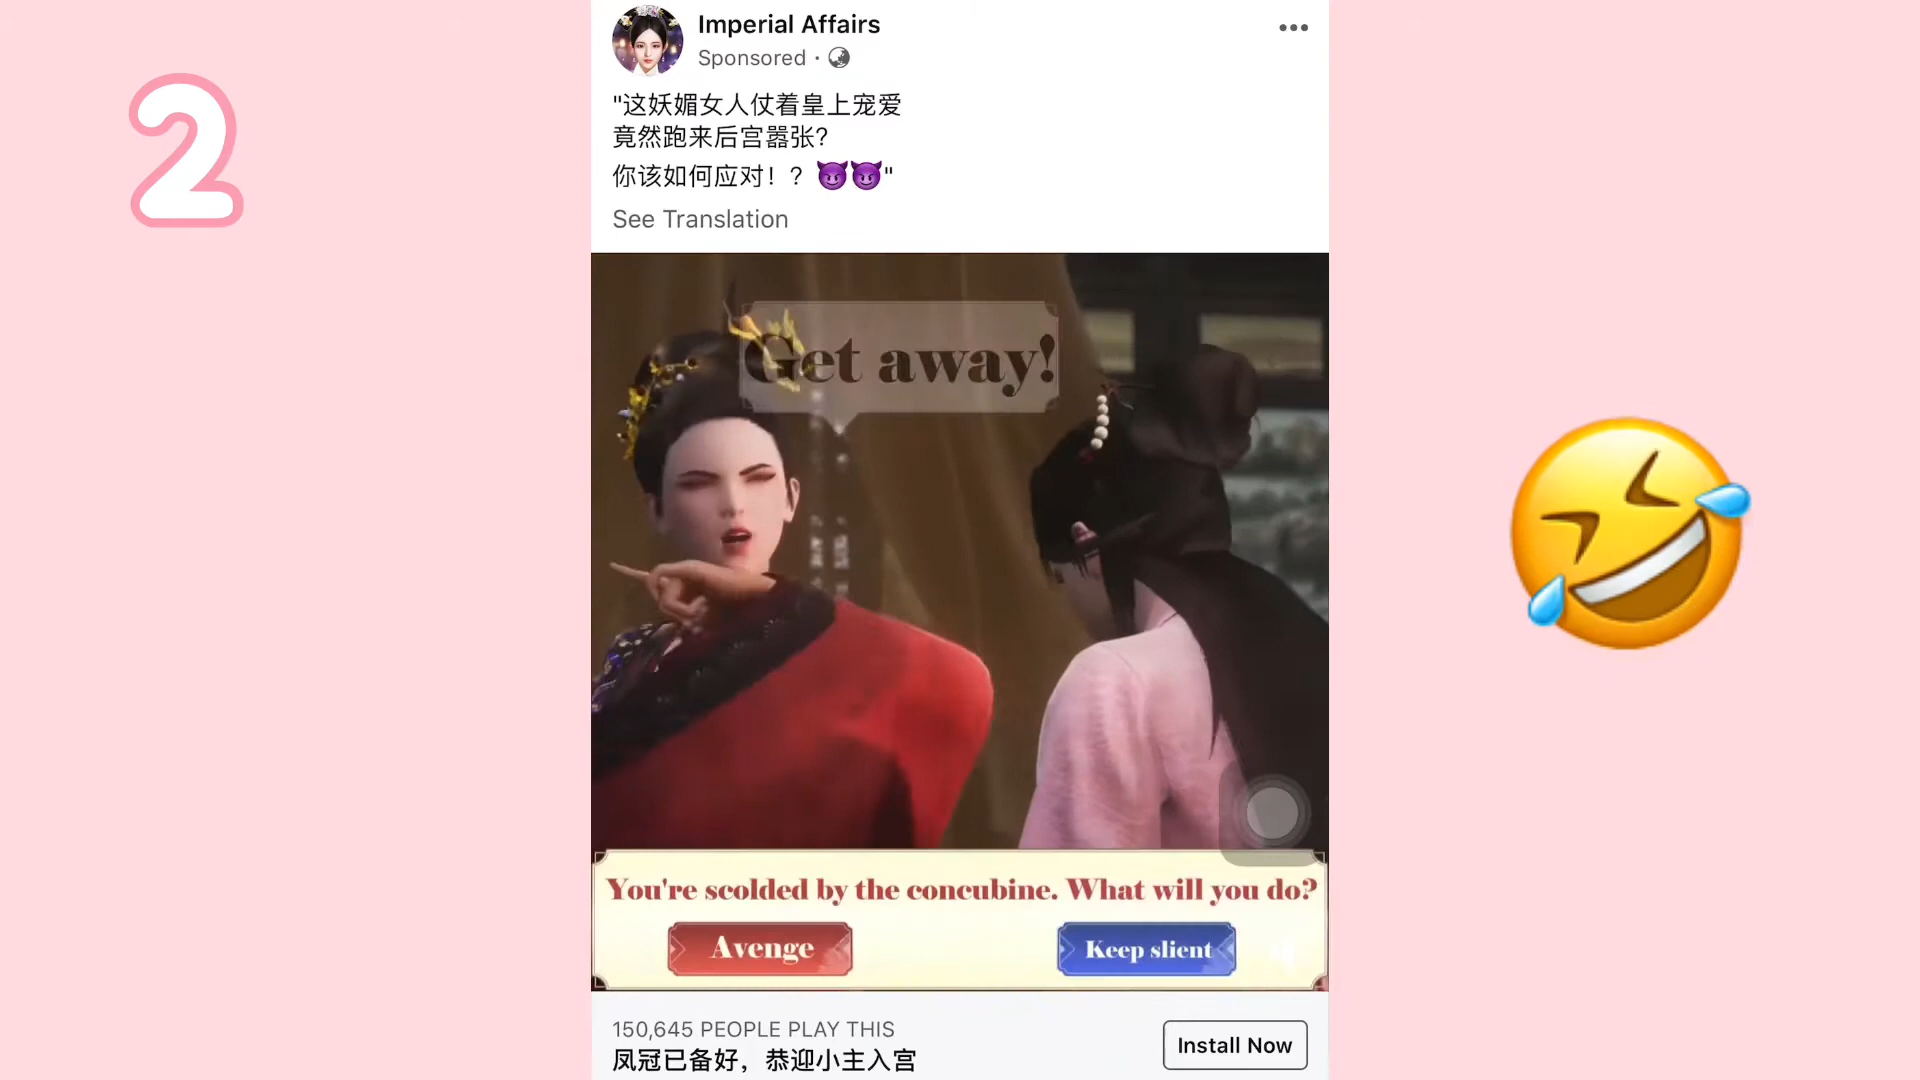 2
Imperial Affairs
Sponsored ·
"这妖媚女人仗着皇上宠爱
竟然跑来后宫嚣张?
你该如何应对！？😈😈"
See Translation
Get away!
You're scolded by the concubine. What will you do?
Avenge
Keep slient
150,645 PEOPLE PLAY THIS
凤冠已备好，恭迎小主入宫
Install Now